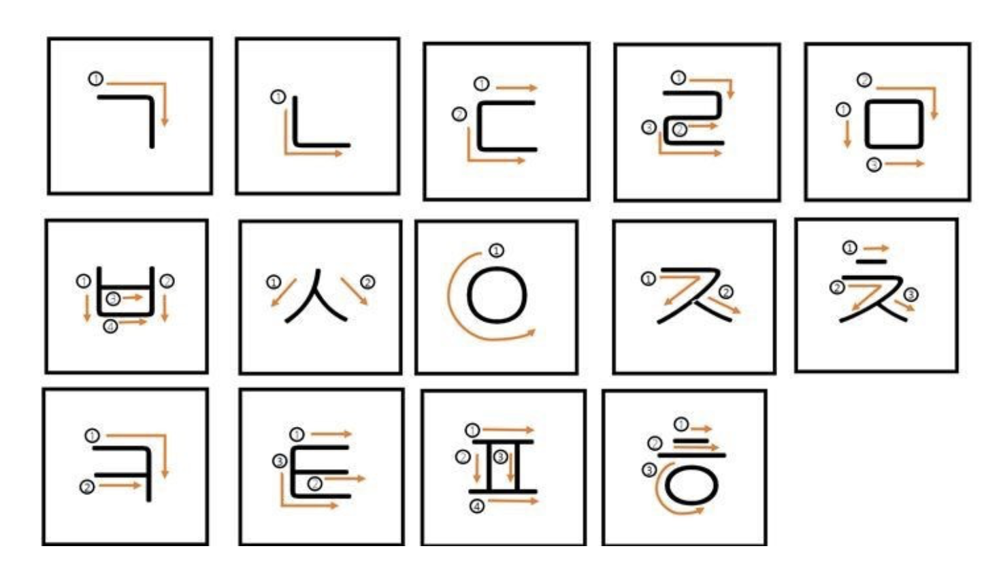 ㄱ ㄴ ㄷ ㄹ ㅁ
ㅂ ㅅ ㅇ ㅈ ㅊ
ㅋ ㅌ ㅍ ㅎ